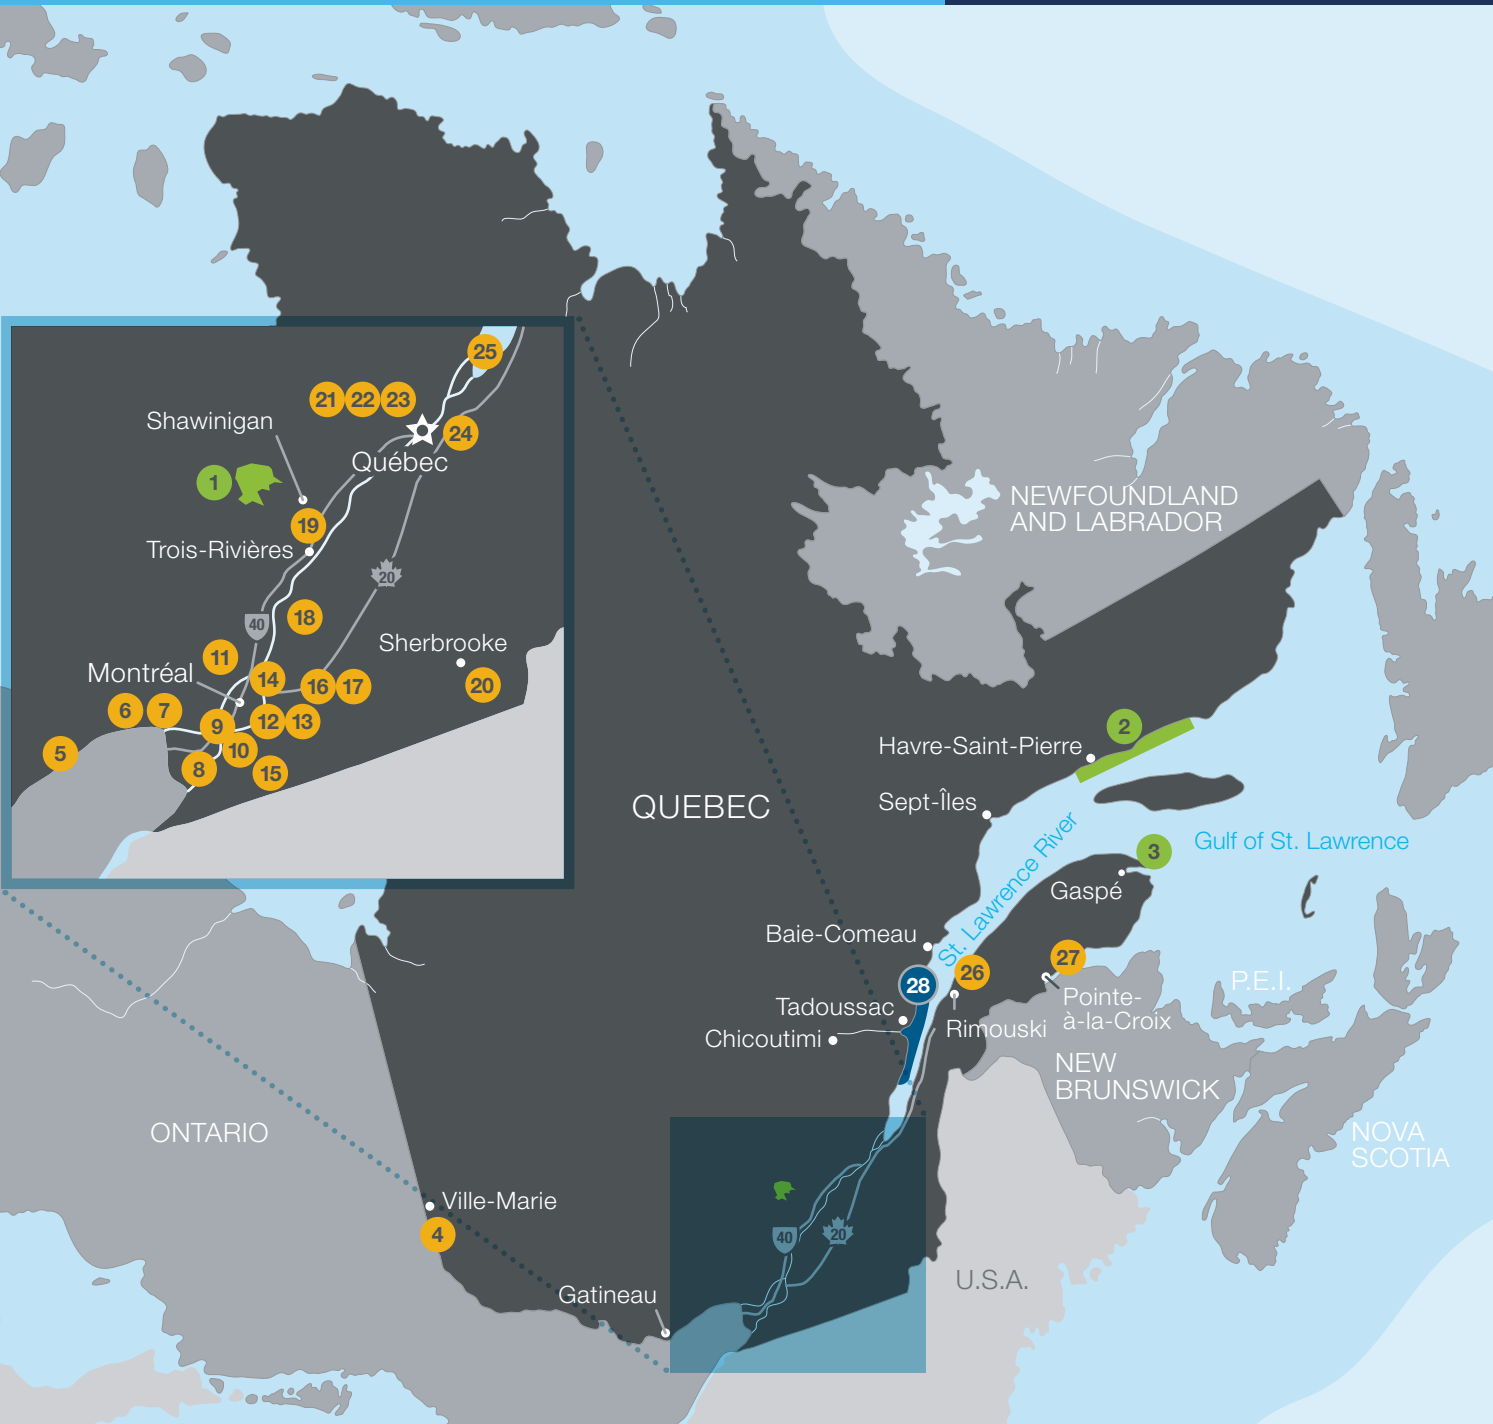 25
21 22 23
Shawinigan
24
Québec
1
19
Trois-Rivières
20
40
18
Sherbrooke
11
Montréal
14
16 17
20
6 7
9
12 13
5
10
8
15
NEWFOUNDLAND
AND LABRADOR
2
Havre-Saint-Pierre
QUEBEC
Sept-Îles
St. Lawrence River
Gulf of St. Lawrence
3
Gaspé
Baie-Comeau
27
26
28
P.E.I.
Pointe-
à-la-Croix
Tadoussac
Rimouski
Chicoutimi
NEW
BRUNSWICK
ONTARIO
NOVA
SCOTIA
Ville-Marie
4
40
20
U.S.A.
Gatineau